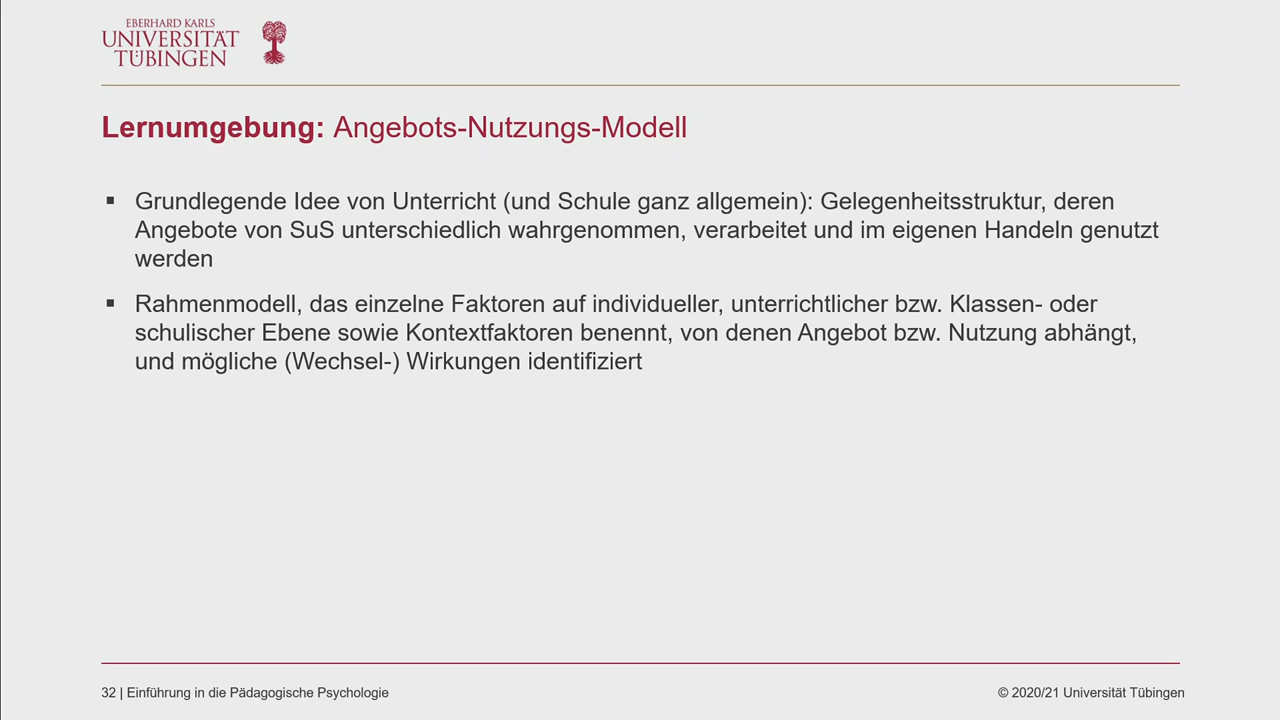 EBERHARD KARLS
UNIVERSITÄT
TÜBINGEN
Lernumgebung: Angebots-Nutzungs-Modell
▪ Grundlegende Idee von Unterricht (und Schule ganz allgemein): Gelegenheitsstruktur, deren
Angebote von SuS unterschiedlich wahrgenommen, verarbeitet und im eigenen Handeln genutzt
werden
▪ Rahmenmodell, das einzelne Faktoren auf individueller, unterrichtlicher bzw. Klassen- oder
schulischer Ebene sowie Kontextfaktoren benennt, von denen Angebot bzw. Nutzung abhängt,
und mögliche (Wechsel-) Wirkungen identifiziert
32 | Einführung in die Pädagogische Psychologie
© 2020/21 Universität Tübingen